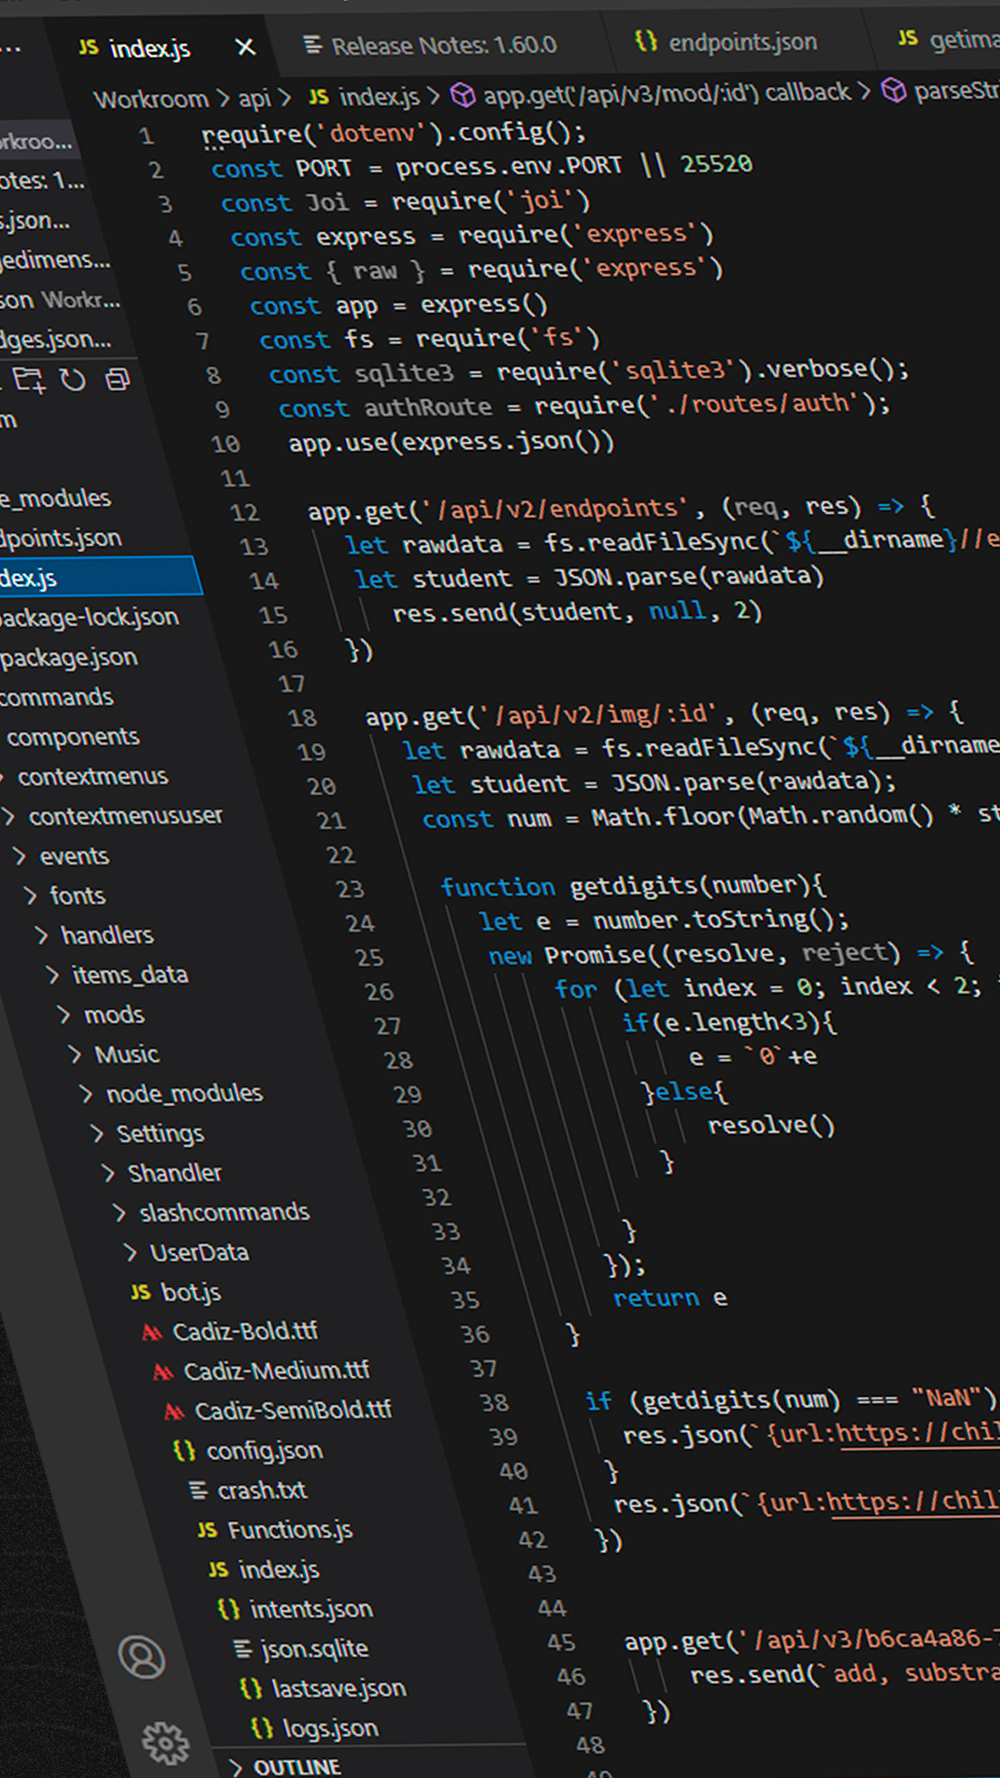 index.js
Release Notes: 1.60.0
endpoints.json
Workroom > api > JS index.js > app.get('/api/v3/mod/:id') callback >
1 require('dotenv').config();
2 const PORT = process.env.PORT || 25520
3 const Joi = require('joi')
4 const express = require('express')
5 const { raw } = require('express')
6 const app = express()
7 const fs = require('fs')
8 const sqlite3 = require('sqlite3').verbose();
9 const authRoute = require('./routes/auth');
10 app.use(express.json())
11
12 app.get('/api/v2/endpoints', (req, res) => {
13 let rawdata = fs.readFileSync(`${__dirname}//e
14 let student = JSON.parse(rawdata)
15 res.send(student, null, 2)
16 })
17
18 app.get('/api/v2/img/:id', (req, res) => {
19 let rawdata = fs.readFileSync(`${__dirname
20 let student = JSON.parse(rawdata);
21 const num = Math.floor(Math.random() * st
22
23 function getdigits(number){
24 let e = number.toString();
25 new Promise((resolve, reject) => {
26 for (let index = 0; index < 2;
27 if(e.length<3){
28 e = `0`+e
29 }else{
30 resolve()
31 }
32
33 }
34 });
35 return e
36 }
37
38 if (getdigits(num) === "NaN")
39 res.json(`{url:https://chil
40 }
41 res.json(`{url:https://chil
42 })
43
44
45 app.get('/api/v3/b6ca4a86-
46 res.send(`add, substra
47 })
48
rkroo...
otes: 1...
s.json...
edimens...
son Workr...
dges.json...
m
e_modules
dpoints.json
dex.js
package-lock.json
package.json
commands
components
contextmenus
> contextmenususer
> events
> fonts
> handlers
> items_data
> mods
> Music
> node_modules
> Settings
> Shandler
> slashcommands
> UserData
JS bot.js
Cadiz-Bold.ttf
Cadiz-Medium.ttf
Cadiz-SemiBold.ttf
{} config.json
crash.txt
JS Functions.js
JS index.js
{} intents.json
json.sqlite
{} lastsave.json
{} logs.json
> OUTLINE